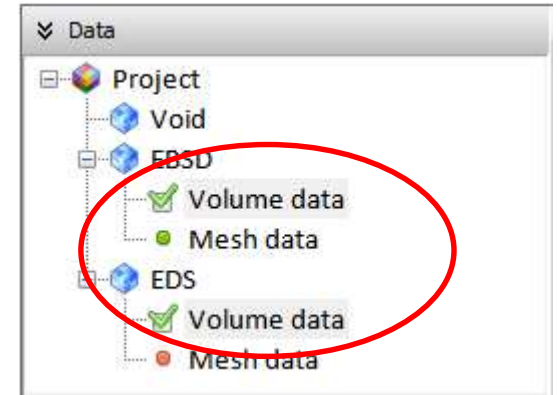 Data
Project
Void
EBSD
Volume data
Mesh data
EDS
Volume data
Mesh data